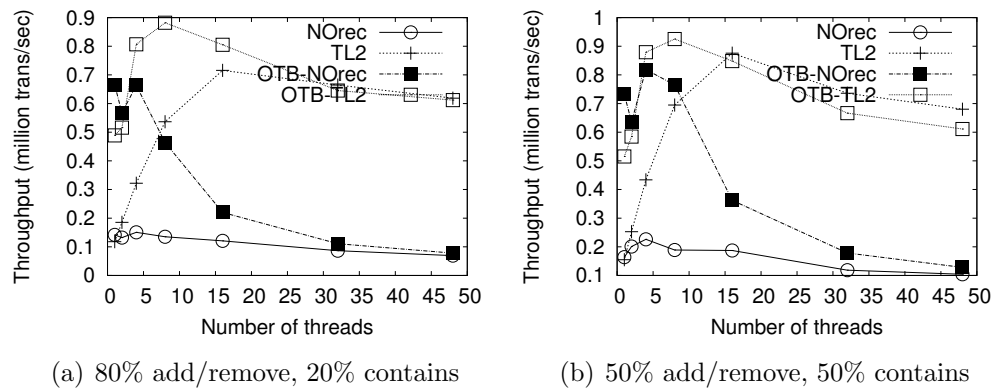 Throughput (million trans/sec)
0.9
0.8
0.7
0.6
0.5
0.4
0.3
0.2
0.1
0
0 5 10 15 20 25 30 35 40 45 50
Number of threads
NOrec
TL2
OTB-NOrec
OTB-TL2
(a) 80% add/remove, 20% contains
Throughput (million trans/sec)
1
0.9
0.8
0.7
0.6
0.5
0.4
0.3
0.2
0.1
0 5 10 15 20 25 30 35 40 45 50
Number of threads
NOrec
TL2
OTB-NOrec
OTB-TL2
(b) 50% add/remove, 50% contains